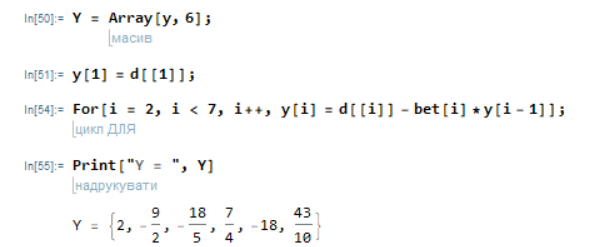 In[50]:= Y = Array[y, 6];
масив
In[51]:= y[1] = d[[1]];
In[54]:= For[i = 2, i < 7, i++, y[i] = d[[i]] - bet[i] * y[i - 1]];
цикл ДЛЯ
In[55]:= Print["Y = ", Y]
надрукувати
Y = {2, -9/2, -18/5, 7/4, -18, 43/10}